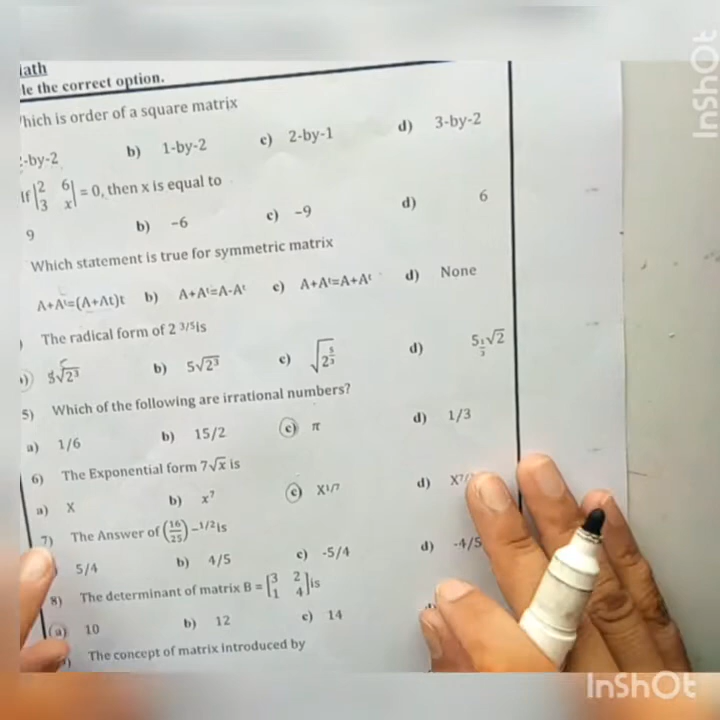 InShOt
ath
le the correct option.
hich is order of a square matrix
-by-2 b) 1-by-2 c) 2-by-1 d) 3-by-2
If |2 6| = 0, then x is equal to
|3 x|
9 b) -6 c) -9 d) 6
Which statement is true for symmetric matrix
A+Aᵗ=(A+At)t b) A+Aᵗ=A-Aᵗ c) A+Aᵗ=A+Aᵗ d) None
) The radical form of 2 3/5is
) 5√2³ b) 5√2³ c) d) 5
5) Which of the following are irrational numbers?
a) 1/6 b) 15/2 c) π d) 1/3
6) The Exponential form 7√x is
a) X b) x⁷ c) X1/7 d) X7/
7) The Answer of (16/25) –1/2is
5/4 b) 4/5 c) -5/4 d) -4/5
8) The determinant of matrix B = [3 2] is
[1 4]
(a) 10 b) 12 c) 14
) The concept of matrix introduced by
InShOt